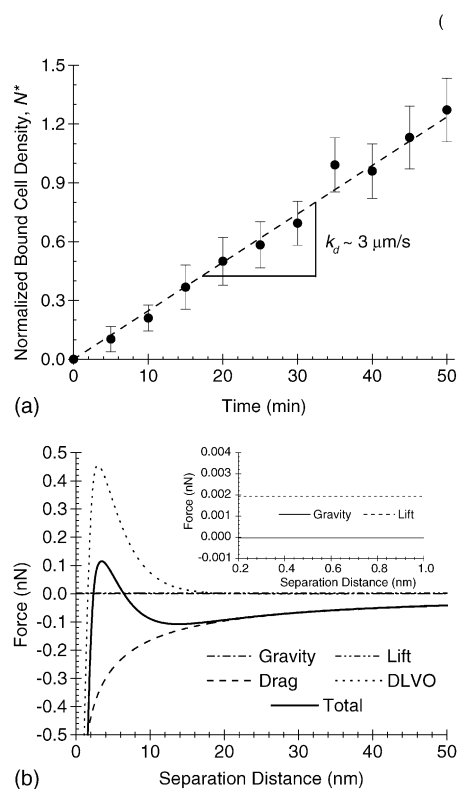 (
1.5
1.2
0.9
0.6
0.3
0.0
Normalized Bound Cell Density, N*
k_d ~ 3 μm/s
0 10 20 30 40 50
Time (min)
(a)
0.5
0.4
0.3
0.2
0.1
0.0
-0.1
-0.2
-0.3
-0.4
-0.5
Force (nN)
0.004
0.003
0.002
0.001
0.000
-0.001
Force (nN)
Gravity Lift
0.2 0.4 0.6 0.8 1.0
Separation Distance (nm)
Gravity Lift
Drag DLVO
Total
0 10 20 30 40 50
Separation Distance (nm)
(b)